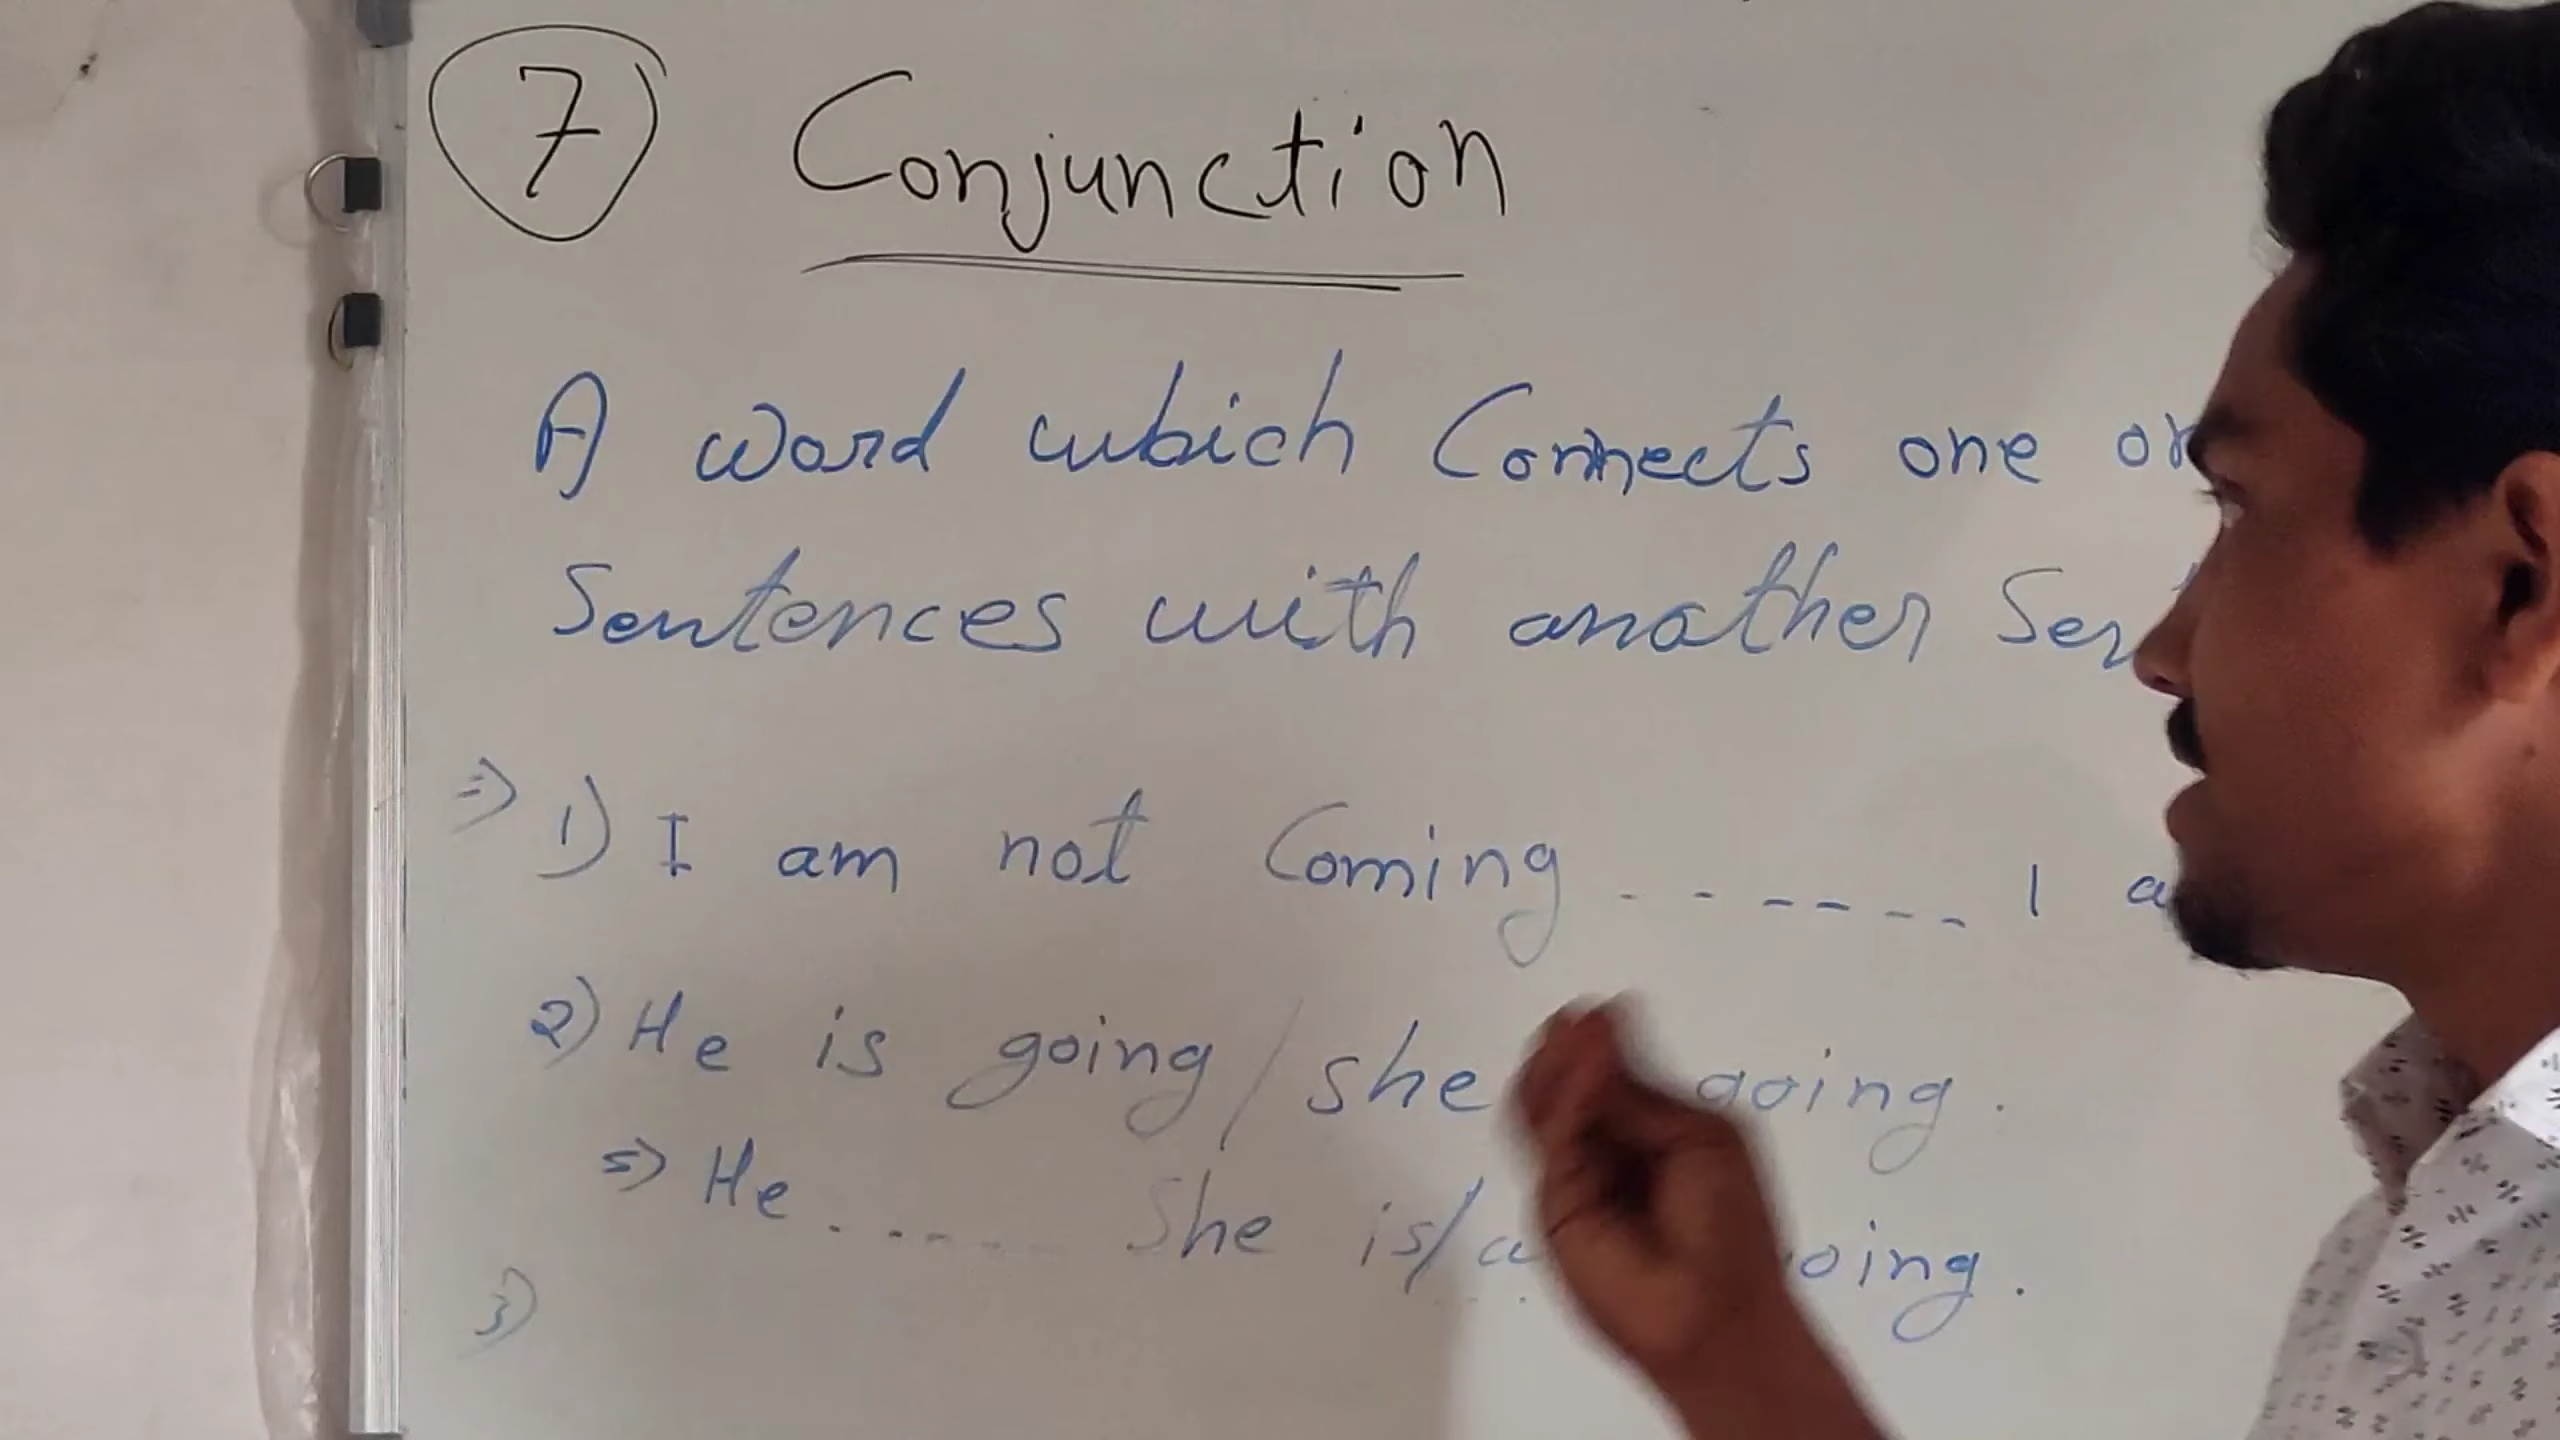 7 Conjunction
A word which Connects one or
Sentences with another Sen
=> 1) I am not Coming . - - - - - - I a
2) He is going / she going.
=> He . - - - - - She is/a going.
3)